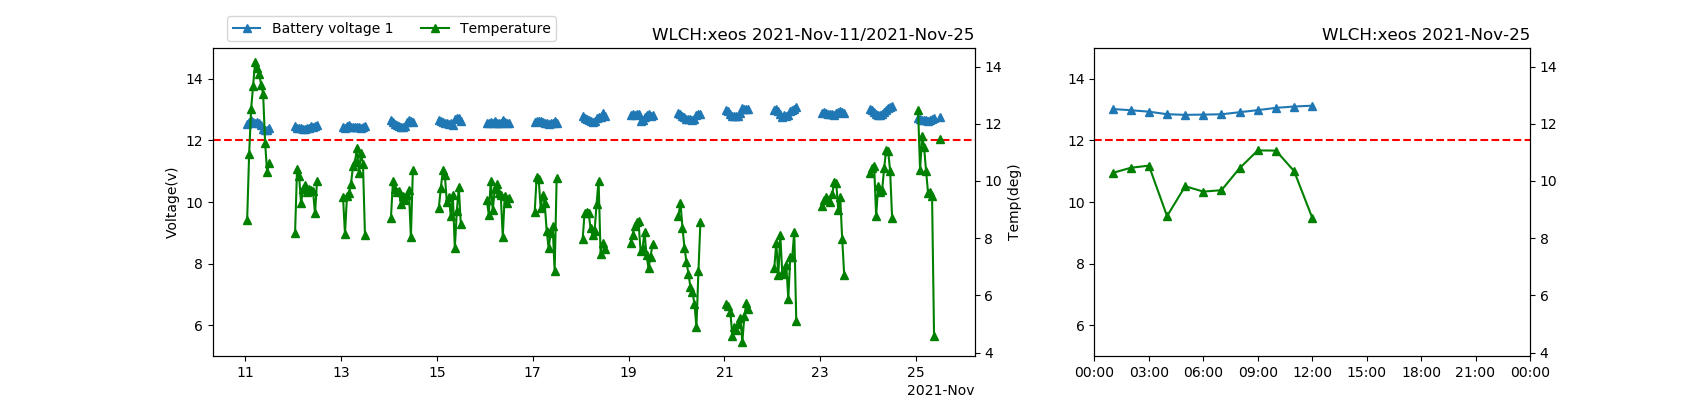 Battery voltage 1 Temperature
WLCH:xeos 2021-Nov-11/2021-Nov-25
WLCH:xeos 2021-Nov-25
Voltage(v)
14
12
10
8
6
14
12
10
8
6
4
Temp(deg)
11 13 15 17 19 21 23 25
2021-Nov
14
12
10
8
6
14
12
10
8
6
4
00:00 03:00 06:00 09:00 12:00 15:00 18:00 21:00 00:00